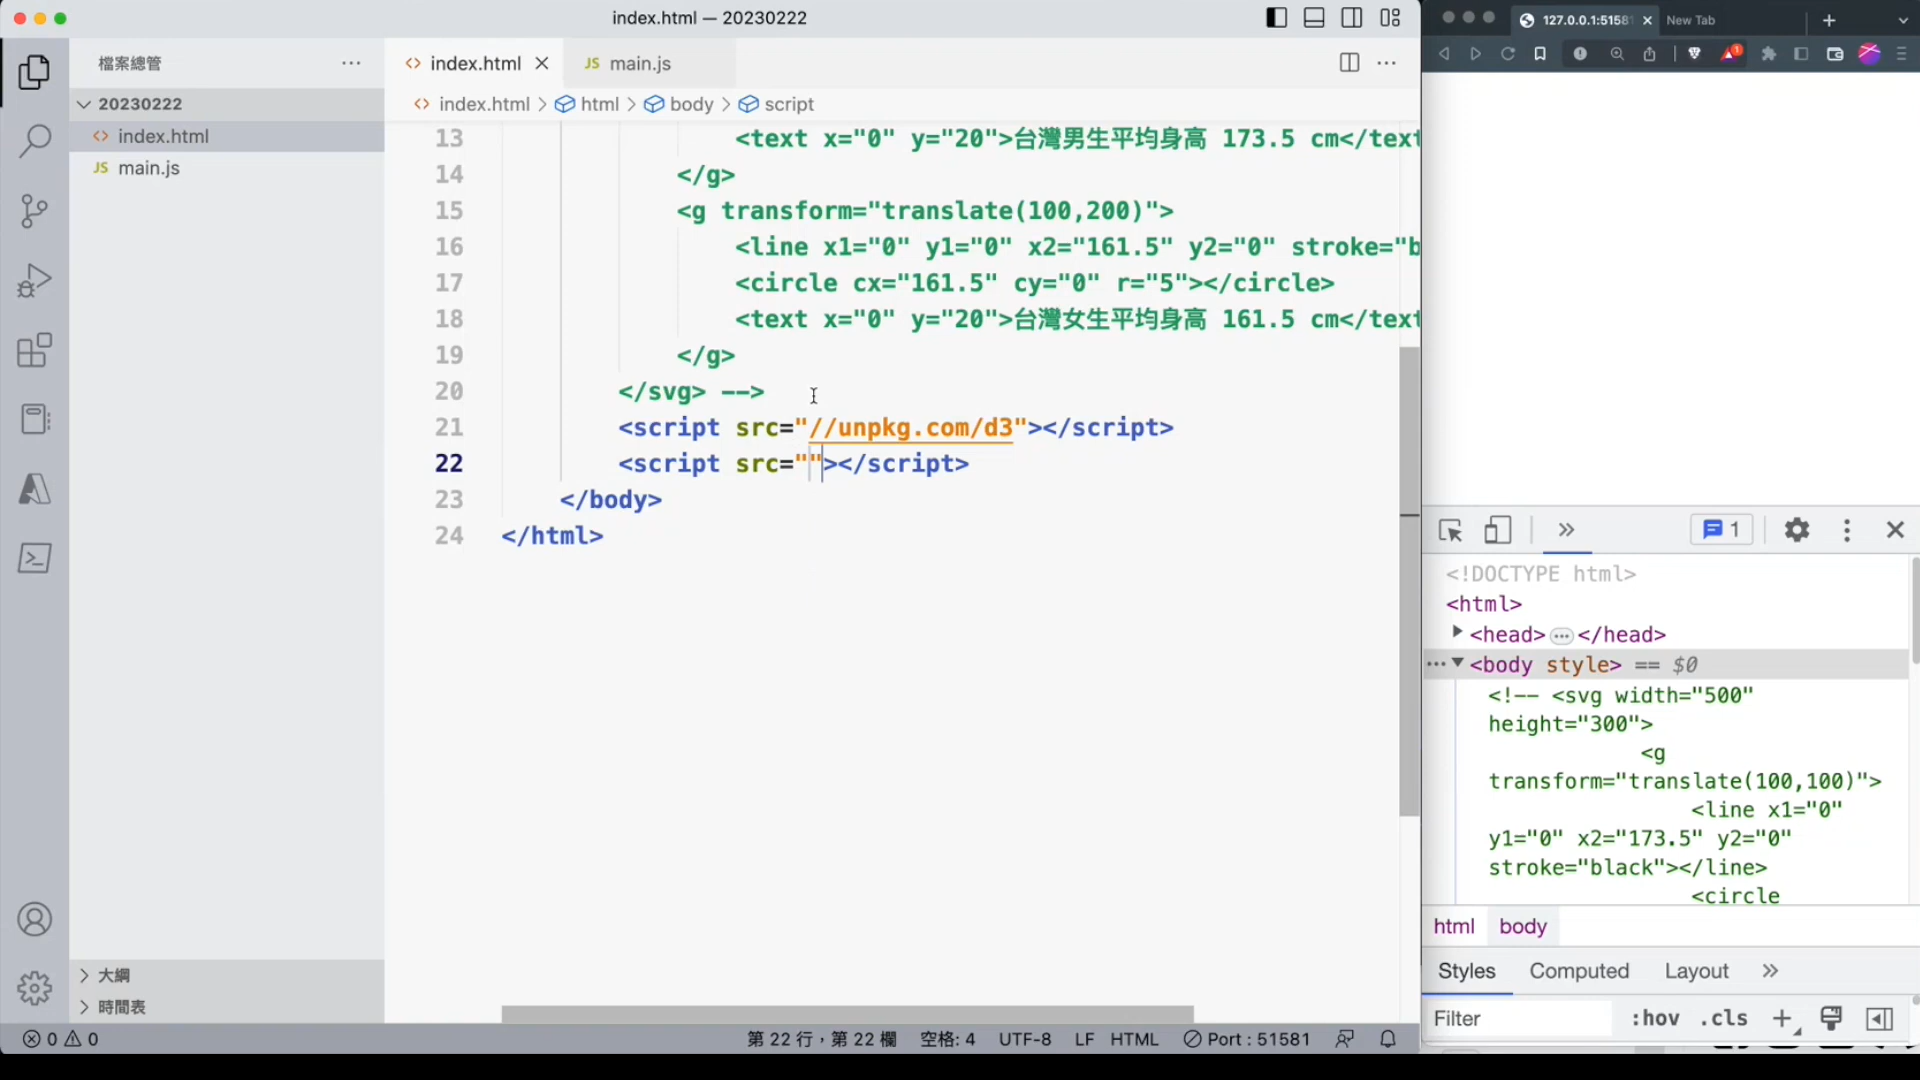 index.html — 20230222
檔案總管
20230222
index.html
main.js
大綱
時間表
index.html
JS main.js
index.html > html > body > script
13 <text x="0" y="20">台灣男生平均身高 173.5 cm</text
14 </g>
15 <g transform="translate(100,200)">
16 <line x1="0" y1="0" x2="161.5" y2="0" stroke="b
17 <circle cx="161.5" cy="0" r="5"></circle>
18 <text x="0" y="20">台灣女生平均身高 161.5 cm</text
19 </g>
20 </svg> -->
21 <script src="//unpkg.com/d3"></script>
22 <script src=""></script>
23 </body>
24 </html>
0 0
第 22 行，第 22 欄 空格: 4 UTF-8 LF HTML Port : 51581
127.0.0.1:5158
New Tab
1
1
<!DOCTYPE html>
<html>
<head> … </head>
… <body style> == $0
<!-- <svg width="500"
height="300">
<g
transform="translate(100,100)">
<line x1="0"
y1="0" x2="173.5" y2="0"
stroke="black"></line>
<circle
html body
Styles Computed Layout
Filter :hov .cls